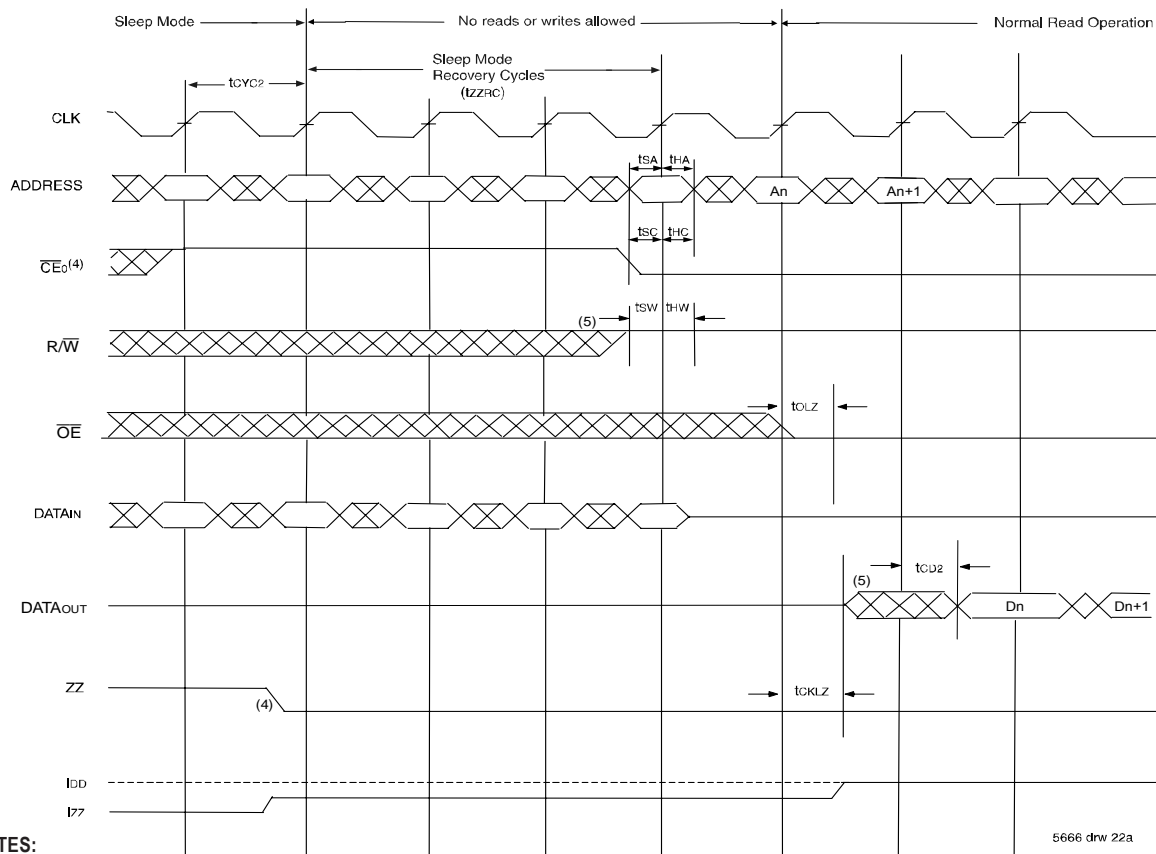 Sleep Mode
No reads or writes allowed
Normal Read Operation
Sleep Mode
Recovery Cycles
(tZZRC)
tCYC2
CLK
tSA tHA
ADDRESS
An
An+1
tSC tHC
CE0(4)
tSW tHW
(5)
R/W
tOLZ
OE
DATAIN
tCD2
(5)
DATAOUT
Dn
Dn+1
ZZ
(4)
tCKLZ
IDD
IZZ
5666 drw 22a
TES: